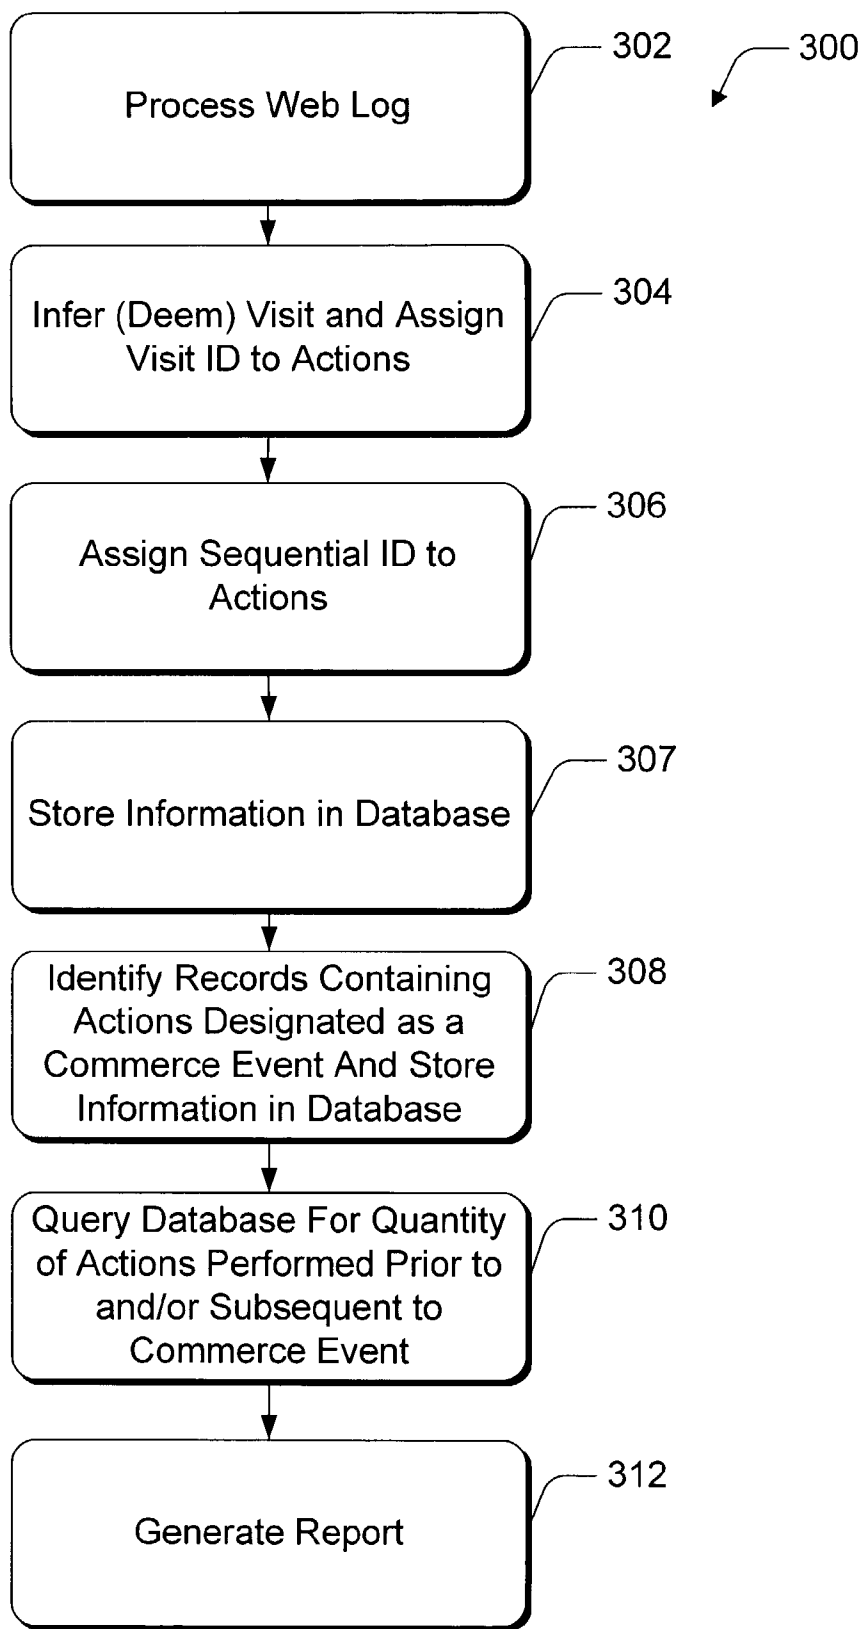 302
300
Process Web Log
304
Infer (Deem) Visit and Assign
Visit ID to Actions
306
Assign Sequential ID to
Actions
307
Store Information in Database
308
Identify Records Containing
Actions Designated as a
Commerce Event And Store
Information in Database
310
Query Database For Quantity
of Actions Performed Prior to
and/or Subsequent to
Commerce Event
312
Generate Report